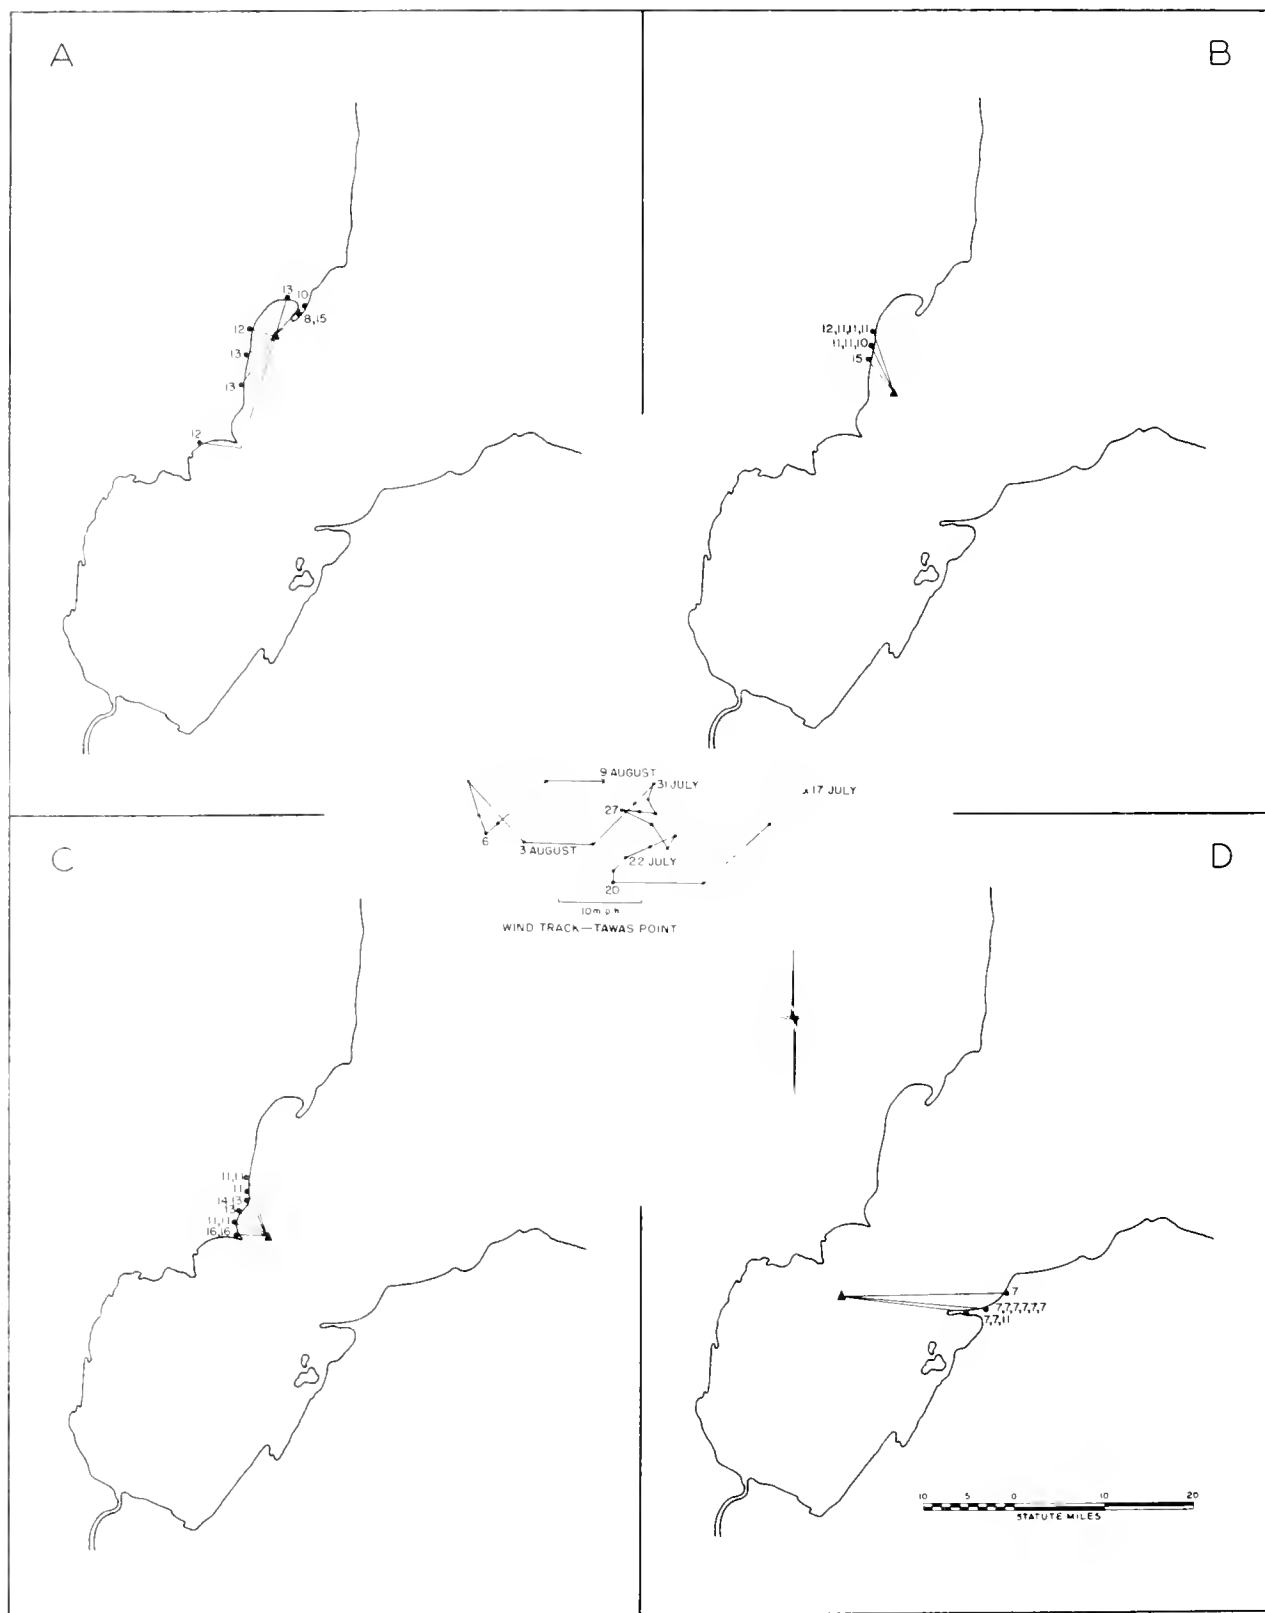 A
B
13
10
8,15
12
13
13
12
12,11,11,11
11,11,10
15
9 AUGUST
31 JULY
17 JULY
27
6
3 AUGUST
22 JULY
20
10 m p h
WIND TRACK—TAWAS POINT
C
D
11,11
11
14,13
13
11,11
16,16
7
7,7,7,7,7,7
7,7,11
10 5 0 10 20
STATUTE MILES